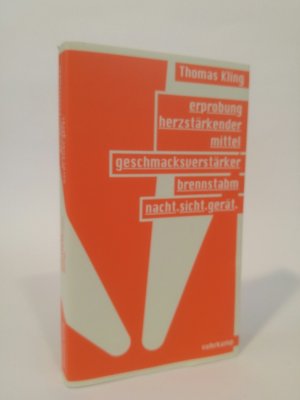 Thomas Kling
erprobung
herzstärkender
mittel
geschmacksverstärker
brennstabm
nacht.sicht.gerät.
suhrkamp